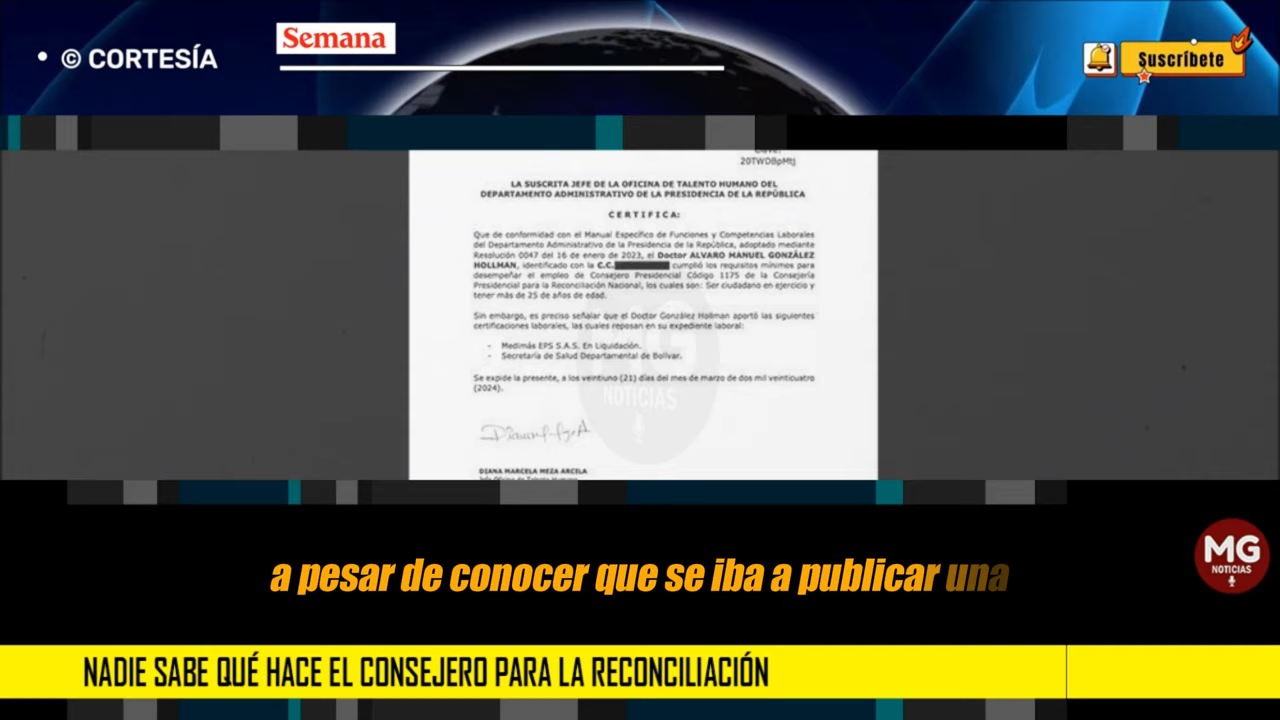 • © CORTESÍA
Semana
Suscríbete
20TWDBpMtj
LA SUSCRITA JEFE DE LA OFICINA DE TALENTO HUMANO DEL
DEPARTAMENTO ADMINISTRATIVO DE LA PRESIDENCIA DE LA REPÚBLICA
CERTIFICA:
Que de conformidad con el Manual Específico de Funciones y Competencias Laborales
del Departamento Administrativo de la Presidencia de la República, adoptado mediante
Resolución 0047 del 16 de enero de 2023, el Doctor ALVARO MANUEL GONZÁLEZ
HOLLMAN, identificado con la C.C. cumplió los requisitos mínimos para
desempeñar el empleo de Consejero Presidencial Código 1175 de la Consejería
Presidencial para la Reconciliación Nacional, los cuales son: Ser ciudadano en ejercicio y
tener más de 25 de años de edad.
Sin embargo, es preciso señalar que el Doctor González Hollman aportó las siguientes
certificaciones laborales, las cuales reposan en su expediente laboral:
- Medimás EPS S.A.S. En Liquidación.
- Secretaría de Salud Departamental de Bolívar.
Se expide la presente, a los veintiuno (21) días del mes de marzo de dos mil veinticuatro
(2024).
MG
NOTICIAS
DIANA MARCELA MEZA ARCILA
a pesar de conocer que se iba a publicar una
MG
NOTICIAS
NADIE SABE QUÉ HACE EL CONSEJERO PARA LA RECONCILIACIÓN